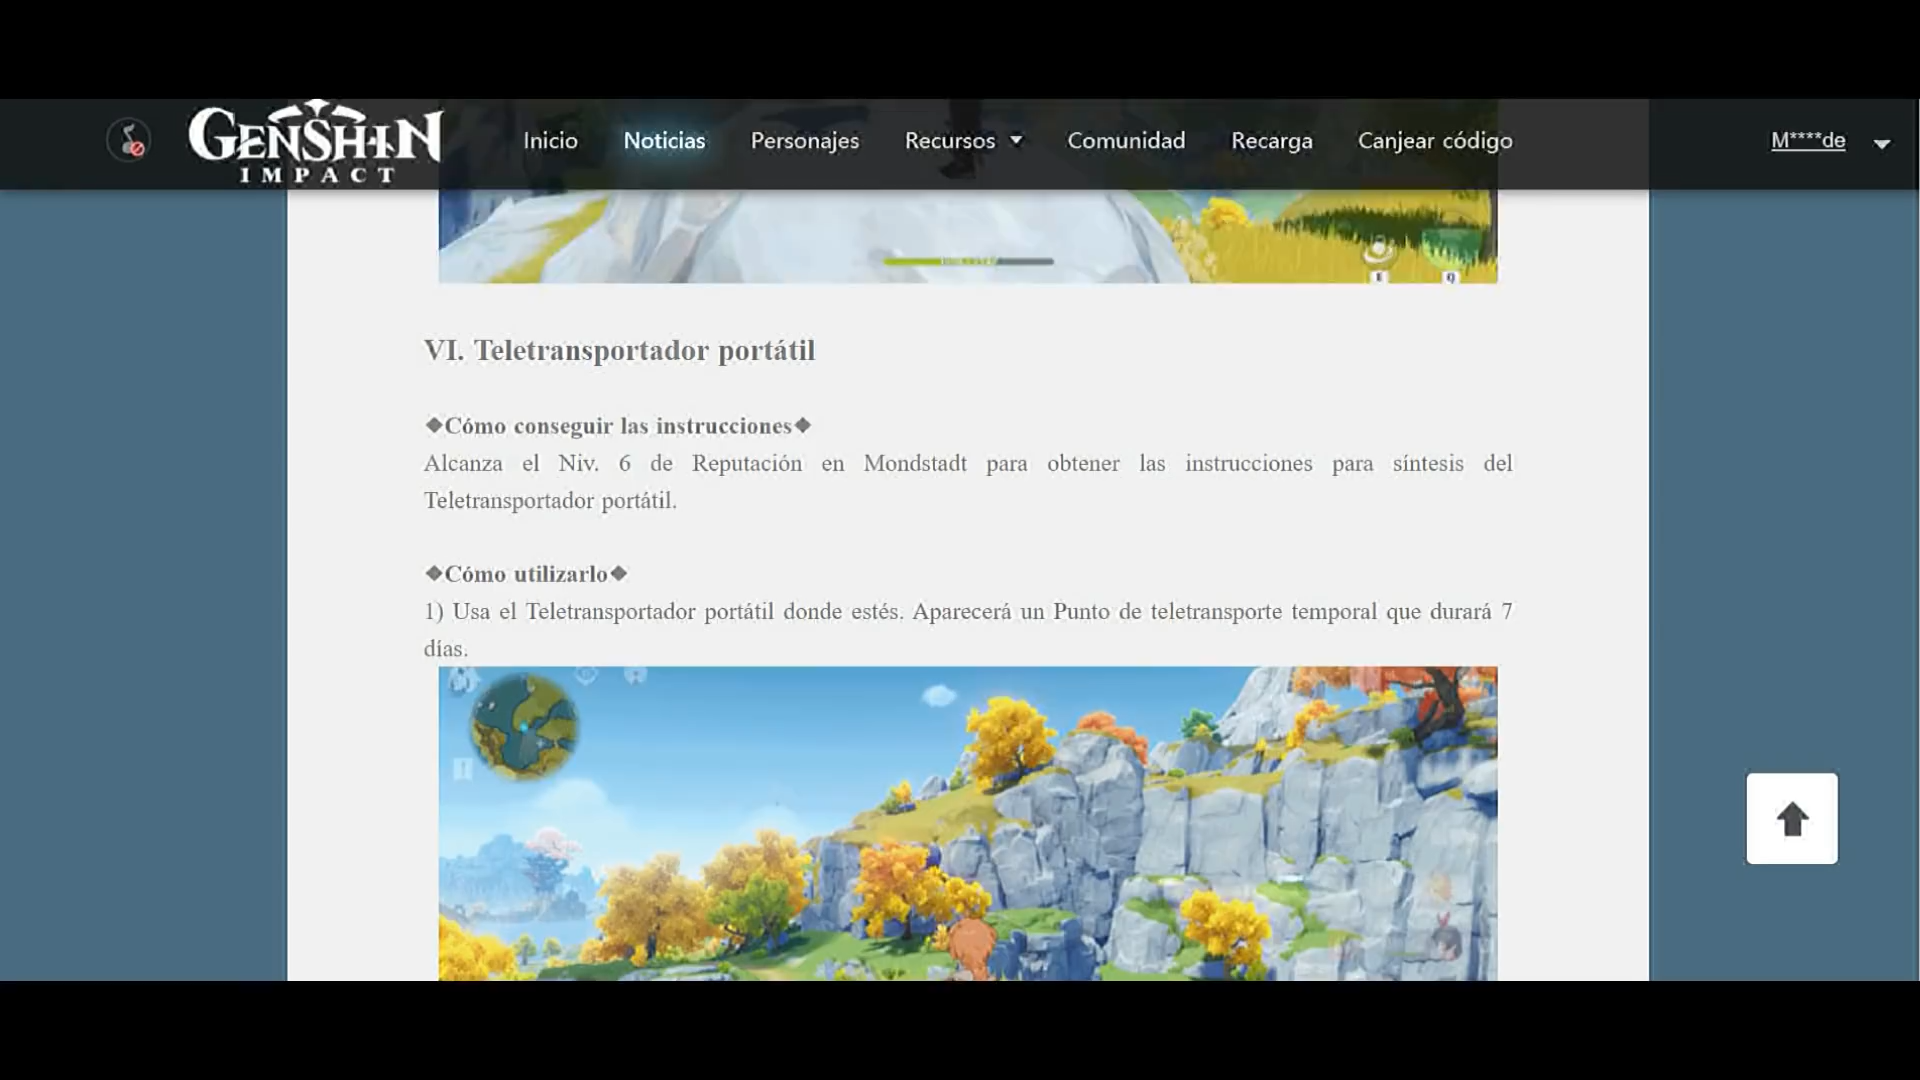 GENSHIN
IMPACT
Inicio
Noticias
Personajes
Recursos
Comunidad
Recarga
Canjear código
M****de
E
Q
VI. Teletransportador portátil
❖Cómo conseguir las instrucciones❖
Alcanza el Niv. 6 de Reputación en Mondstadt para obtener las instrucciones para síntesis del
Teletransportador portátil.
❖Cómo utilizarlo❖
1) Usa el Teletransportador portátil donde estés. Aparecerá un Punto de teletransporte temporal que durará 7
días.